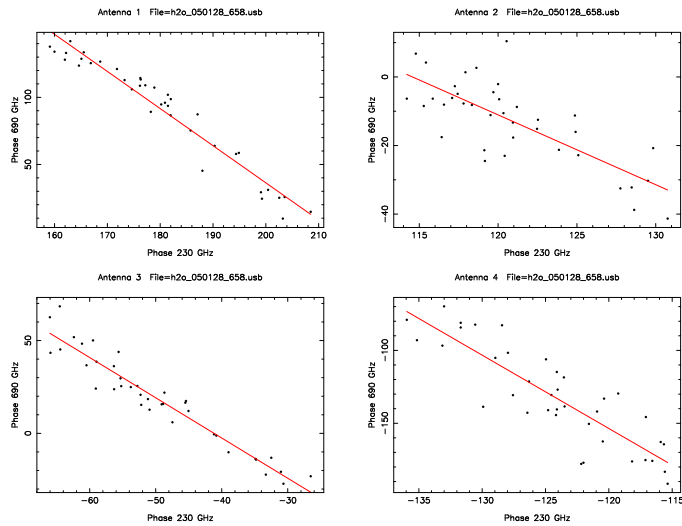 Antenna 1 File=h2o_050128_658.usb
Phase 690 GHz
100
50
160 170 180 190 200 210
Phase 230 GHz
Antenna 2 File=h2o_050128_658.usb
Phase 690 GHz
0
−20
−40
115 120 125 130
Phase 230 GHz
Antenna 3 File=h2o_050128_658.usb
Phase 690 GHz
50
0
−60 −50 −40 −30
Phase 230 GHz
Antenna 4 File=h2o_050128_658.usb
Phase 690 GHz
−100
−150
−135 −130 −125 −120 −115
Phase 230 GHz